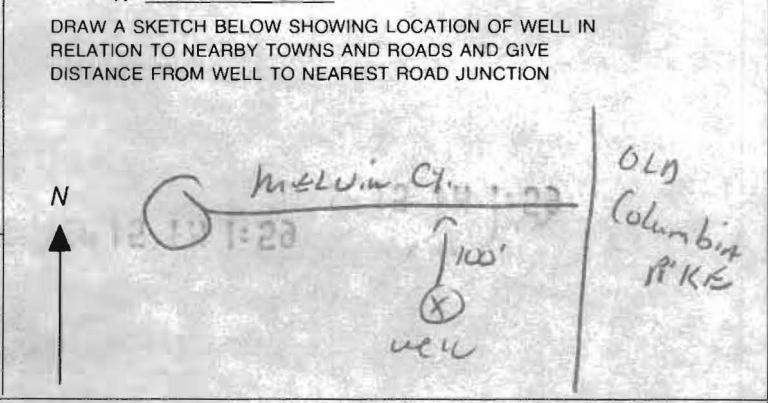 DRAW A SKETCH BELOW SHOWING LOCATION OF WELL IN
RELATION TO NEARBY TOWNS AND ROADS AND GIVE
DISTANCE FROM WELL TO NEAREST ROAD JUNCTION
N
MELVIN Ct.
OLD
Columbia
PIKE
100'
X
well